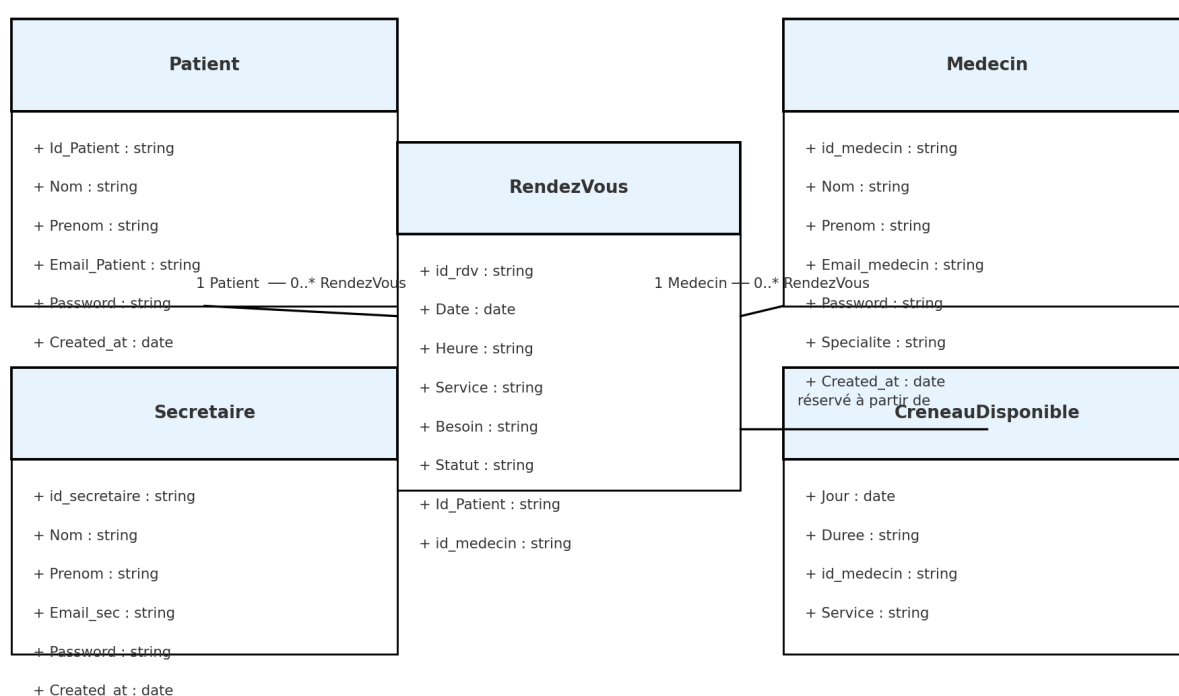 Patient
+ Id_Patient : string
+ Nom : string
+ Prenom : string
+ Email_Patient : string
+ Password : string
+ Created_at : date
1 Patient — 0..* RendezVous
RendezVous
+ id_rdv : string
+ Date : date
+ Heure : string
+ Service : string
+ Besoin : string
+ Statut : string
+ Id_Patient : string
+ id_medecin : string
1 Medecin — 0..* RendezVous
Medecin
+ id_medecin : string
+ Nom : string
+ Prenom : string
+ Email_medecin : string
+ Password : string
+ Specialite : string
+ Created_at : date
réservé à partir de
Secretaire
+ id_secretaire : string
+ Nom : string
+ Prenom : string
+ Email_sec : string
+ Password : string
+ Created_at : date
CreneauDisponible
+ Jour : date
+ Duree : string
+ id_medecin : string
+ Service : string